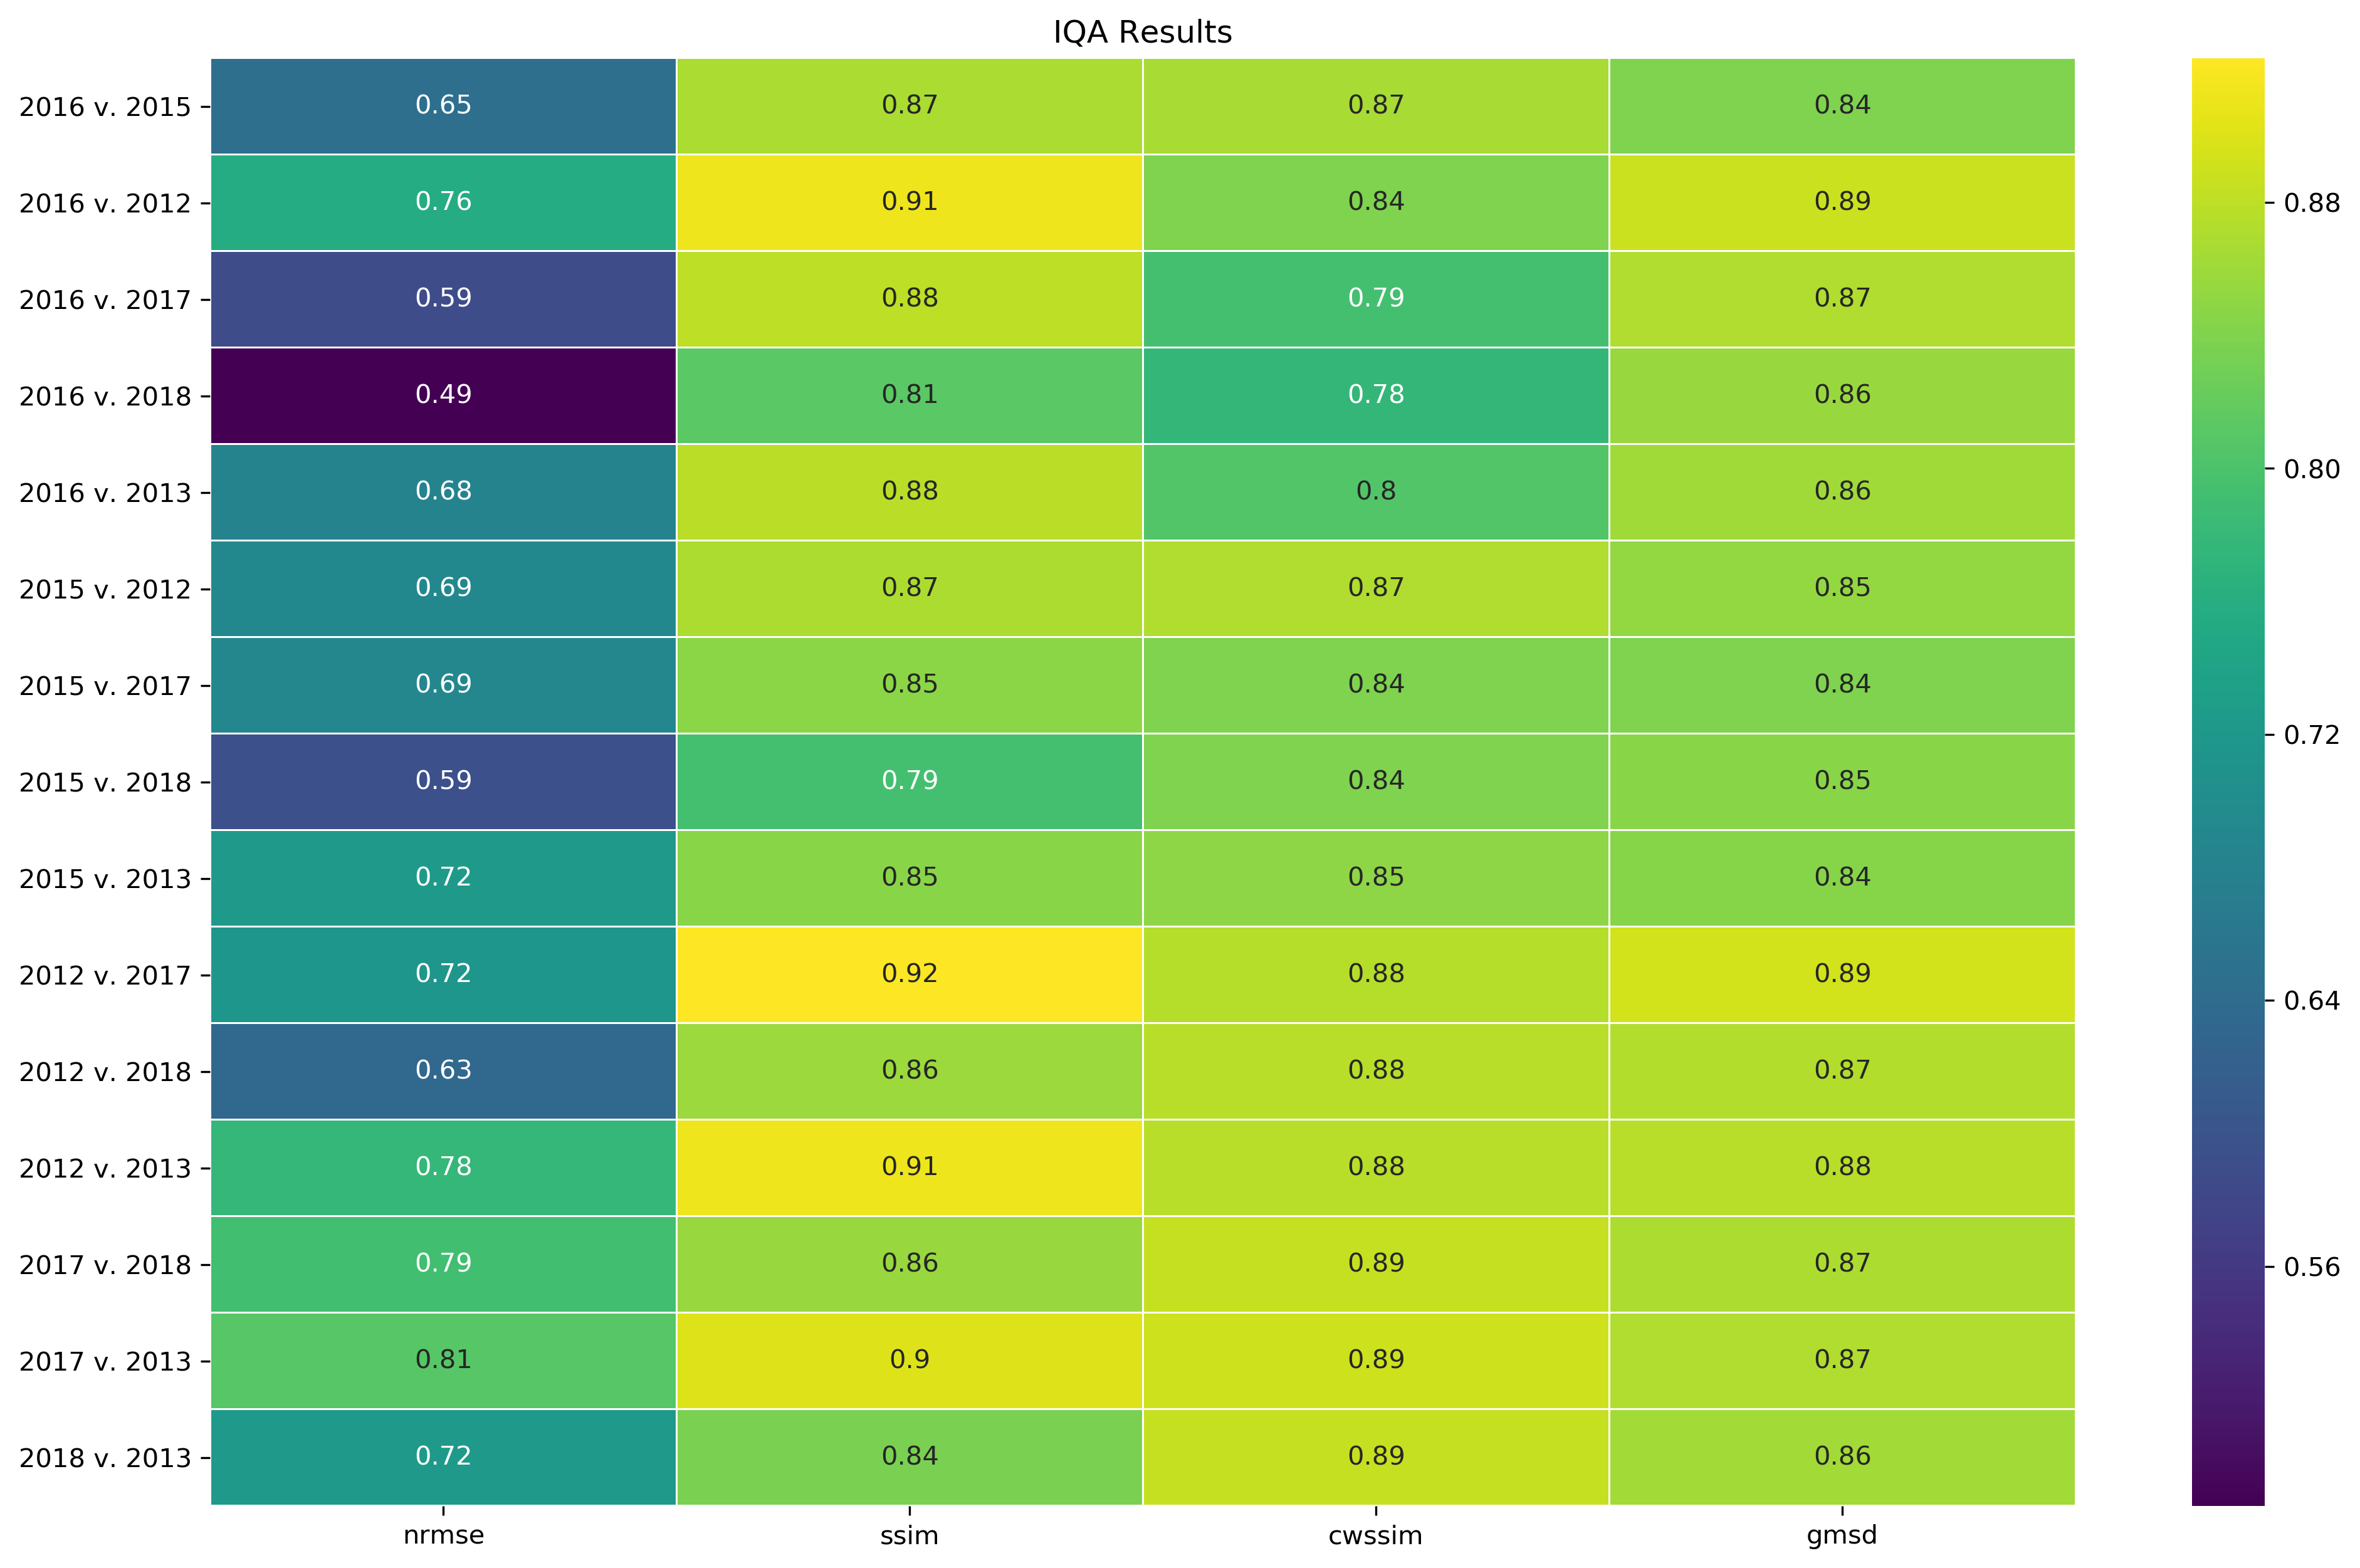 IQA Results
2016 v. 2015 0.65 0.87 0.87 0.84
2016 v. 2012 0.76 0.91 0.84 0.89 0.88
2016 v. 2017 0.59 0.88 0.79 0.87
2016 v. 2018 0.49 0.81 0.78 0.86
0.80
2016 v. 2013 0.68 0.88 0.8 0.86
2015 v. 2012 0.69 0.87 0.87 0.85
2015 v. 2017 0.69 0.85 0.84 0.84
0.72
2015 v. 2018 0.59 0.79 0.84 0.85
2015 v. 2013 0.72 0.85 0.85 0.84
2012 v. 2017 0.72 0.92 0.88 0.89
0.64
2012 v. 2018 0.63 0.86 0.88 0.87
2012 v. 2013 0.78 0.91 0.88 0.88
2017 v. 2018 0.79 0.86 0.89 0.87 0.56
2017 v. 2013 0.81 0.9 0.89 0.87
2018 v. 2013 0.72 0.84 0.89 0.86
nrmse ssim cwssim gmsd